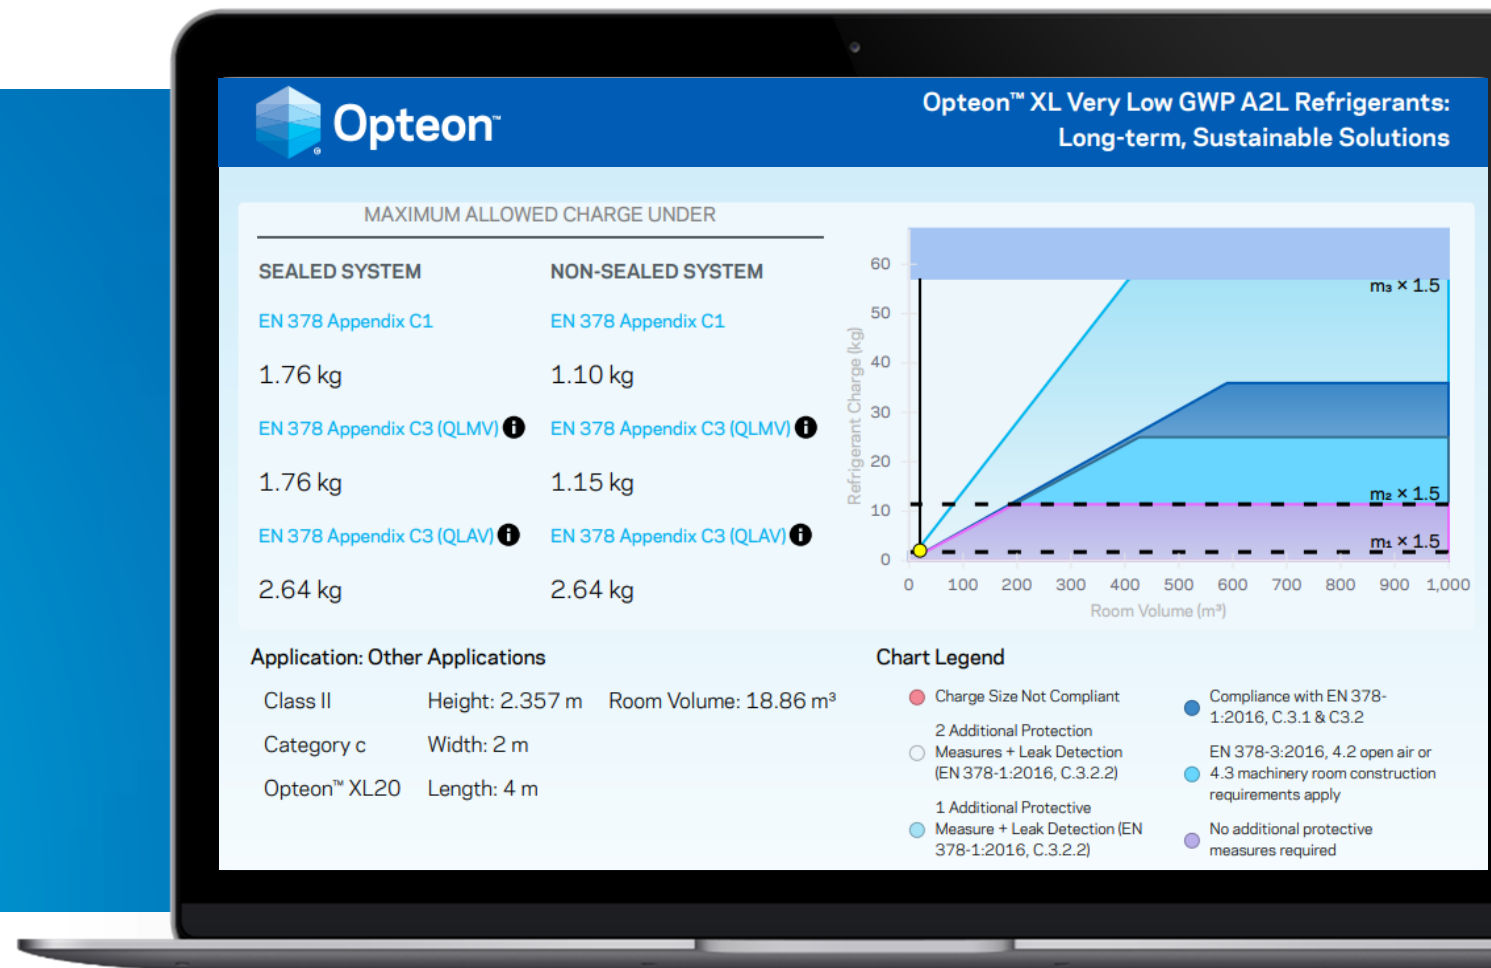 Opteon™
Opteon™ XL Very Low GWP A2L Refrigerants:
Long-term, Sustainable Solutions
MAXIMUM ALLOWED CHARGE UNDER
SEALED SYSTEM
NON-SEALED SYSTEM
EN 378 Appendix C1
EN 378 Appendix C1
1.76 kg
1.10 kg
EN 378 Appendix C3 (QLMV) i
EN 378 Appendix C3 (QLMV) i
1.76 kg
1.15 kg
EN 378 Appendix C3 (QLAV) i
EN 378 Appendix C3 (QLAV) i
2.64 kg
2.64 kg
Refrigerant Charge (kg)
60
50
40
30
20
10
0
m₃ × 1.5
m₂ × 1.5
m₁ × 1.5
0 100 200 300 400 500 600 700 800 900 1,000
Room Volume (m³)
Application: Other Applications
Class II
Height: 2.357 m
Room Volume: 18.86 m³
Category c
Width: 2 m
Opteon™ XL20
Length: 4 m
Chart Legend
Charge Size Not Compliant
2 Additional Protection
Measures + Leak Detection
(EN 378-1:2016, C.3.2.2)
1 Additional Protective
Measure + Leak Detection (EN
378-1:2016, C.3.2.2)
Compliance with EN 378-
1:2016, C.3.1 & C3.2
EN 378-3:2016, 4.2 open air or
4.3 machinery room construction
requirements apply
No additional protective
measures required